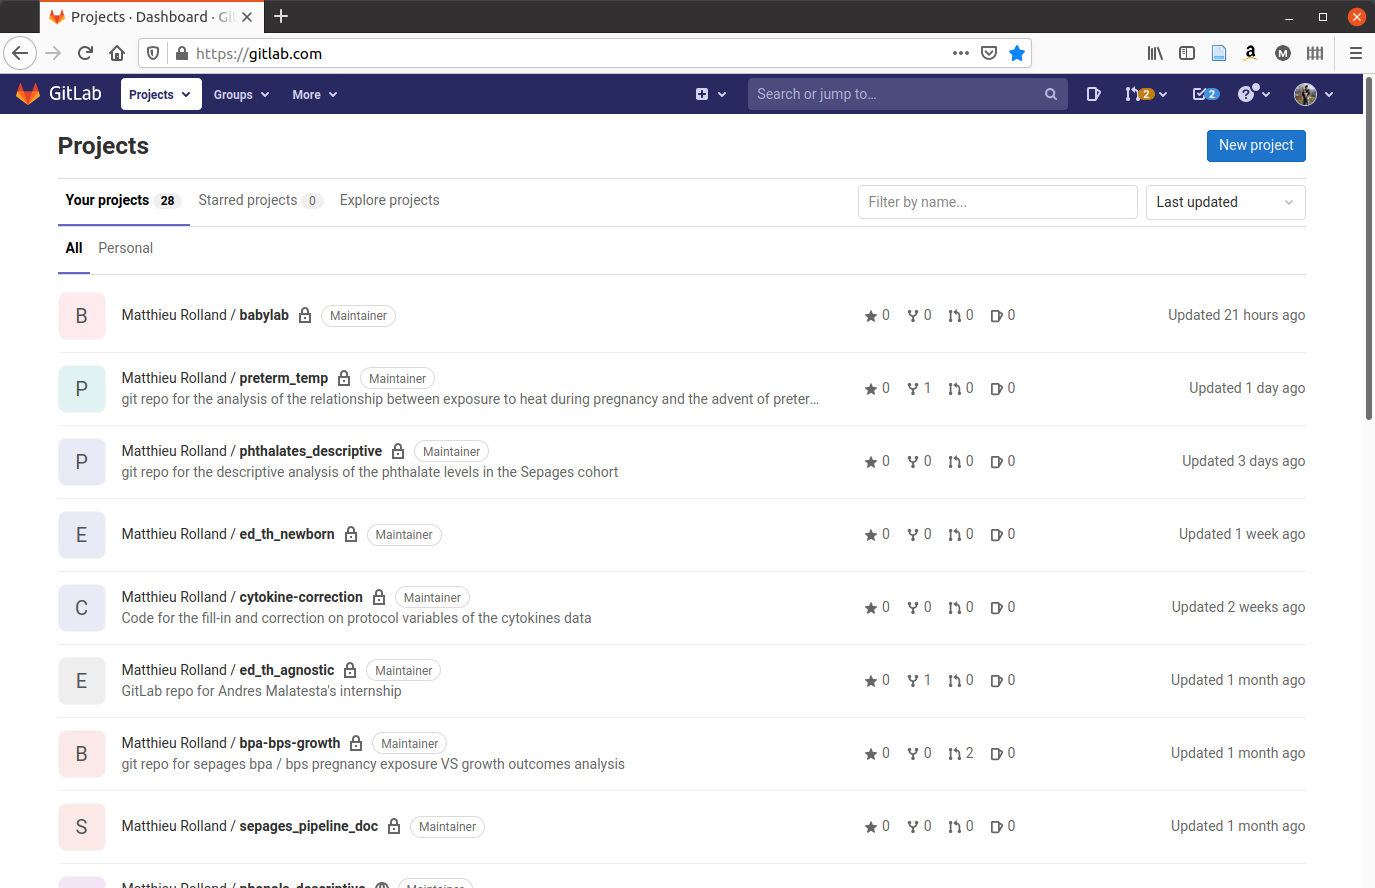 Projects · Dashboard · Gi
https://gitlab.com
GitLab Projects Groups More Search or jump to... 2 2
Projects New project
Your projects 28 Starred projects 0 Explore projects Filter by name... Last updated
All Personal
B Matthieu Rolland / babylab Maintainer 0 0 0 0 Updated 21 hours ago
P Matthieu Rolland / preterm_temp Maintainer 0 1 0 0 Updated 1 day ago
git repo for the analysis of the relationship between exposure to heat during pregnancy and the advent of preter...
P Matthieu Rolland / phthalates_descriptive Maintainer 0 0 0 0 Updated 3 days ago
git repo for the descriptive analysis of the phthalate levels in the Sepages cohort
E Matthieu Rolland / ed_th_newborn Maintainer 0 0 0 0 Updated 1 week ago
C Matthieu Rolland / cytokine-correction Maintainer 0 0 0 0 Updated 2 weeks ago
Code for the fill-in and correction on protocol variables of the cytokines data
E Matthieu Rolland / ed_th_agnostic Maintainer 0 1 0 0 Updated 1 month ago
GitLab repo for Andres Malatesta's internship
B Matthieu Rolland / bpa-bps-growth Maintainer 0 0 2 0 Updated 1 month ago
git repo for sepages bpa / bps pregnancy exposure VS growth outcomes analysis
S Matthieu Rolland / sepages_pipeline_doc Maintainer 0 0 0 0 Updated 1 month ago
Matthieu Rolland / phenols_descriptive Maintainer